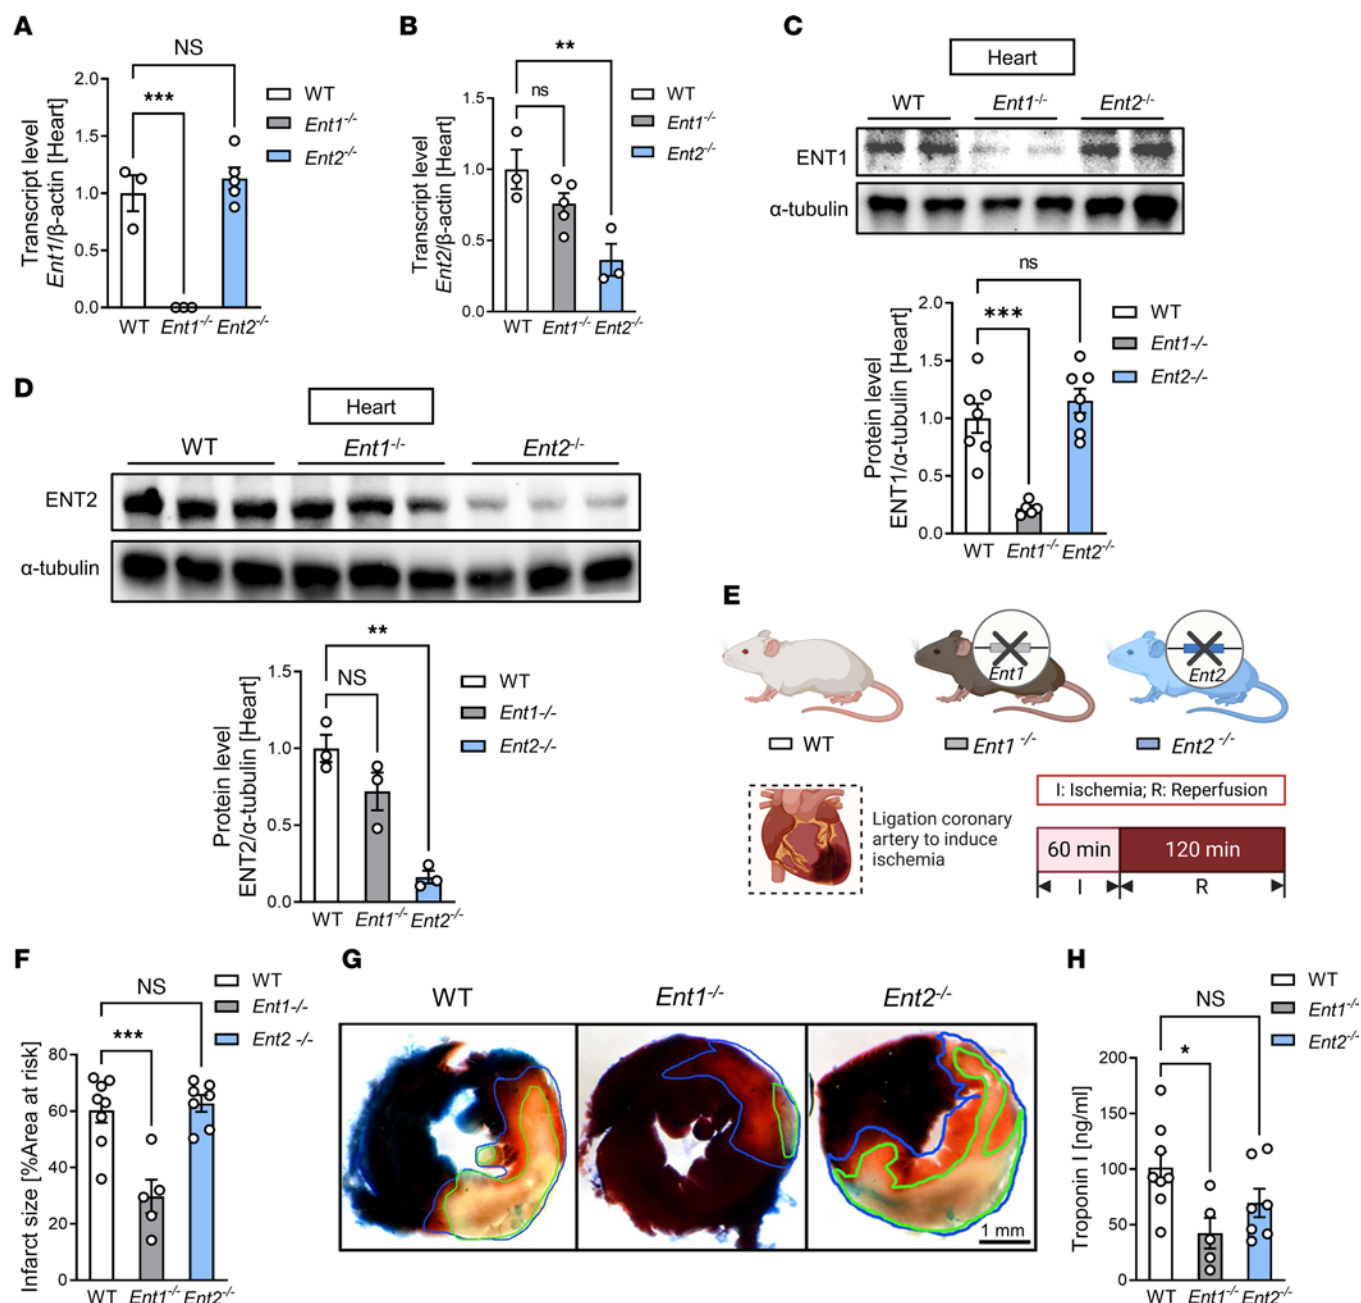 A
NS
***
2.0
1.5
1.0
0.5
0.0
Transcript level
Ent1/β-actin [Heart]
WT
Ent1-/-
Ent2-/-
WT Ent1-/- Ent2-/-
B
**
ns
1.5
1.0
0.5
0.0
Transcript level
Ent2/β-actin [Heart]
WT
Ent1-/-
Ent2-/-
WT Ent1-/- Ent2-/-
C
Heart
WT Ent1-/- Ent2-/-
ENT1
α-tubulin
ns
***
2.0
1.5
1.0
0.5
0.0
Protein level
ENT1/α-tubulin [Heart]
WT
Ent1-/-
Ent2-/-
WT Ent1-/- Ent2-/-
D
Heart
WT Ent1-/- Ent2-/-
ENT2
α-tubulin
**
NS
1.5
1.0
0.5
0.0
Protein level
ENT2/α-tubulin [Heart]
WT
Ent1-/-
Ent2-/-
WT Ent1-/- Ent2-/-
E
Ent1
Ent2
WT Ent1 -/- Ent2 -/-
Ligation coronary
artery to induce
ischemia
I: Ischemia; R: Reperfusion
60 min 120 min
I R
F
NS
***
80
60
40
20
0
Infarct size [%Area at risk]
WT
Ent1-/-
Ent2 -/-
WT Ent1-/- Ent2-/-
G
WT Ent1-/- Ent2-/-
1 mm
H
NS
*
200
150
100
50
0
Troponin I [ng/ml]
WT
Ent1-/-
Ent2-/-
WT Ent1-/- Ent2-/-